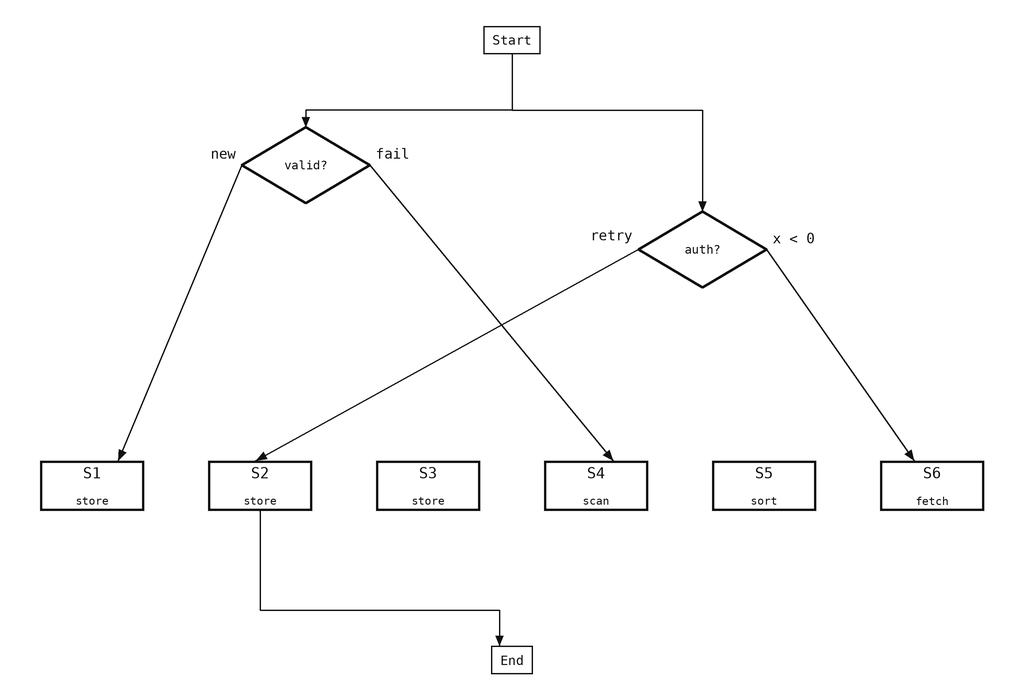 Start
new
valid?
fail
retry
auth?
x < 0
S1
store
S2
store
S3
store
S4
scan
S5
sort
S6
fetch
End